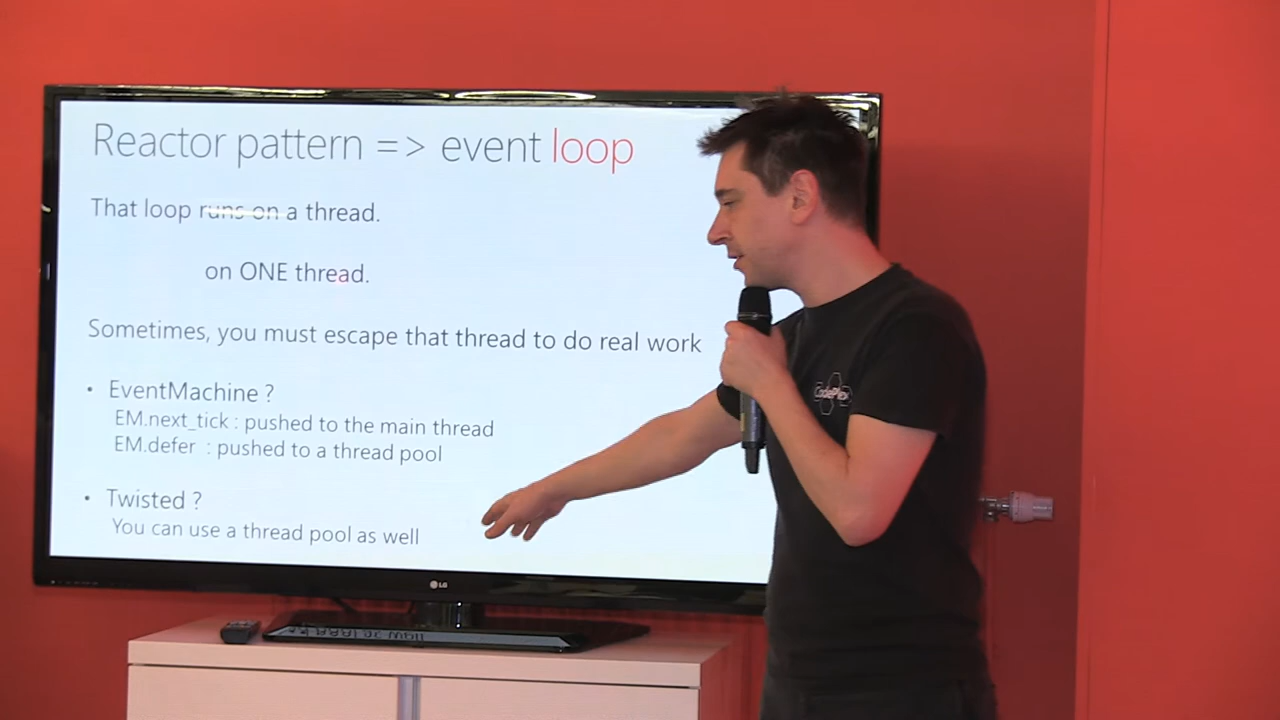 Reactor pattern => event loop
That loop runs on a thread.
on ONE thread.
Sometimes, you must escape that thread to do real work
• EventMachine ?
EM.next_tick : pushed to the main thread
EM.defer : pushed to a thread pool
• Twisted ?
You can use a thread pool as well
LG
CodePlex